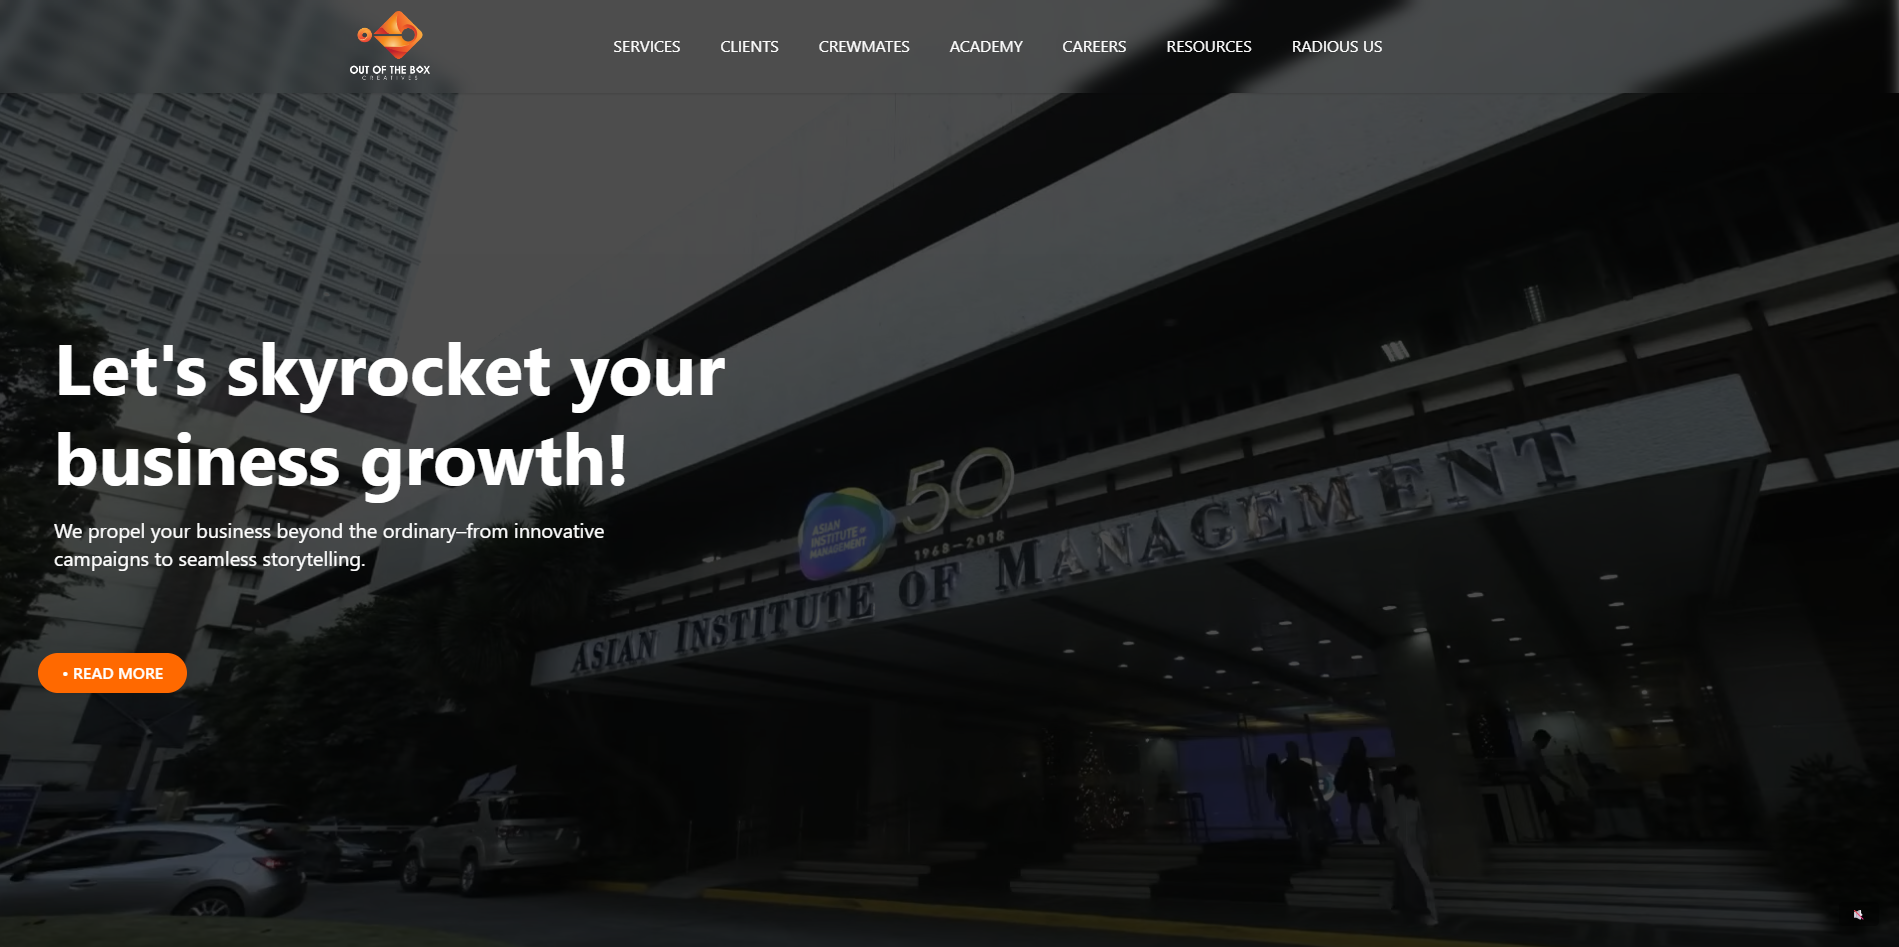 OUT OF THE BOX
CREATIVES
SERVICES
CLIENTS
CREWMATES
ACADEMY
CAREERS
RESOURCES
RADIOUS US
Let's skyrocket your
business growth!
We propel your business beyond the ordinary–from innovative
campaigns to seamless storytelling.
• READ MORE
50
ASIAN
INSTITUTE OF
MANAGEMENT
1968–2018
ASIAN INSTITUTE OF MANAGEMENT